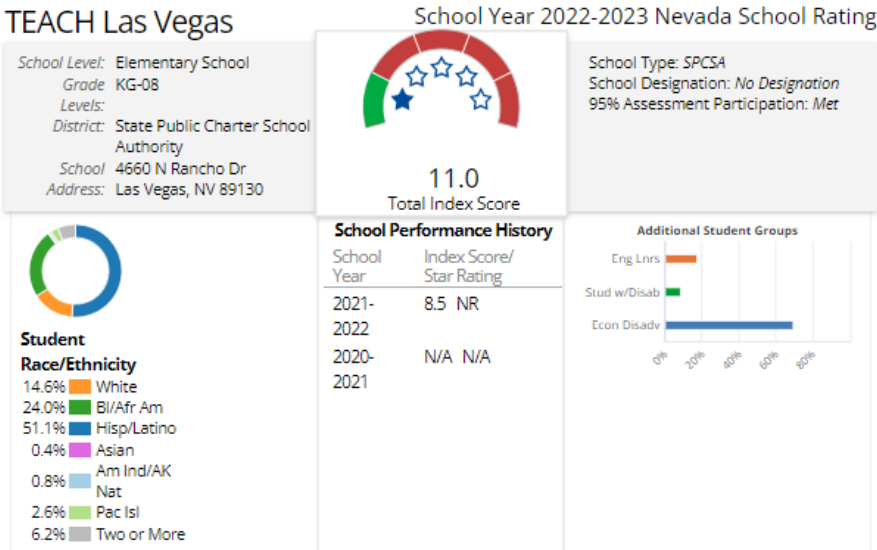 TEACH Las Vegas
School Year 2022-2023 Nevada School Rating
School Level: Elementary School
Grade KG-08
Levels:
District: State Public Charter School
Authority
School 4660 N Rancho Dr
Address: Las Vegas, NV 89130
11.0
Total Index Score
School Type: SPCSA
School Designation: No Designation
95% Assessment Participation: Met
Student
Race/Ethnicity
14.6% White
24.0% Bl/Afr Am
51.1% Hisp/Latino
0.4% Asian
Am Ind/AK
0.8% Nat
2.6% Pac Isl
6.2% Two or More
School Performance History
School Index Score/
Year Star Rating
2021- 8.5 NR
2022
2020- N/A N/A
2021
Additional Student Groups
Eng Lnrs
Stud w/Disab
Econ Disadv
0% 20% 40% 60% 80%